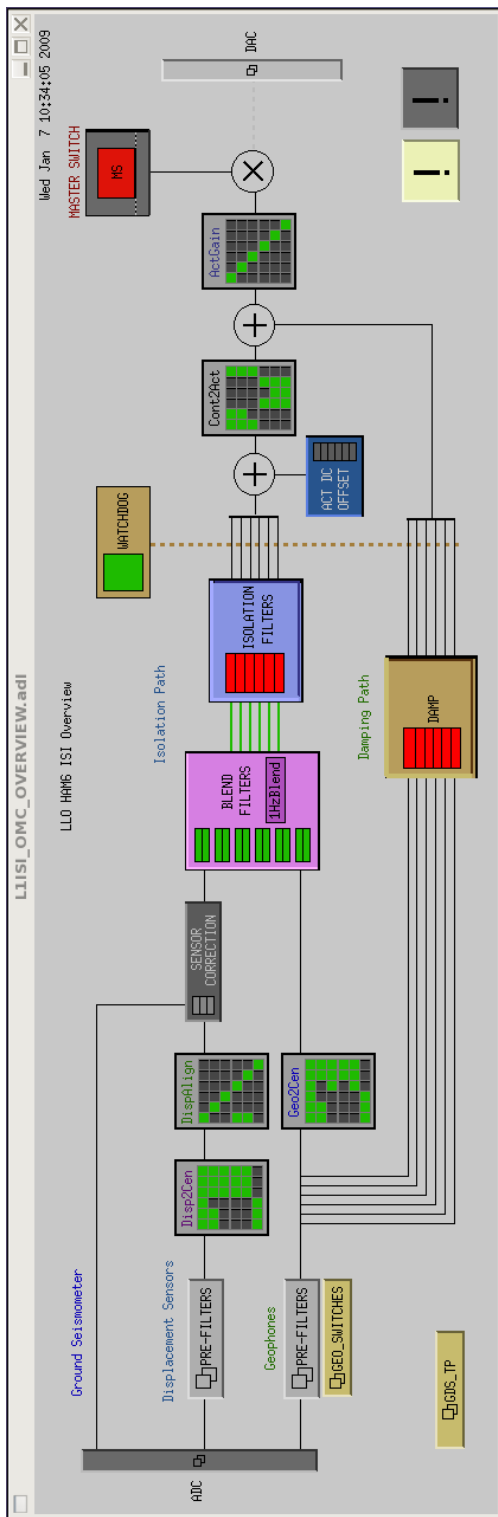 L1ISI_OMC_OVERVIEW.adl
LLO HAM6 ISI Overview
Wed Jan 7 10:34:05 2009
MASTER SWITCH
MS
WATCHDOG
Ground Seismometer
Isolation Path
Displacement Sensors
PRE-FILTERS
Disp2Cen
DispAlign
SENSOR
CORRECTION
BLEND
FILTERS
1HzBlend
ISOLATION
FILTERS
Cont2Act
ActGain
DAC
ADC
Geophones
PRE-FILTERS
GEO_SWITCHES
Geo2Cen
ACT DC
OFFSET
Damping Path
DAMP
GDS_TP
!
!